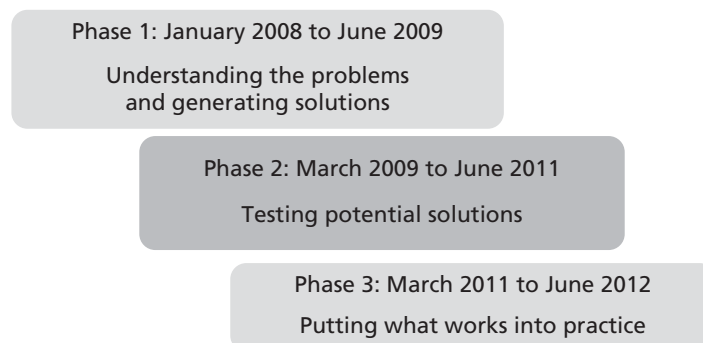 Phase 1: January 2008 to June 2009
Understanding the problems
and generating solutions
Phase 2: March 2009 to June 2011
Testing potential solutions
Phase 3: March 2011 to June 2012
Putting what works into practice